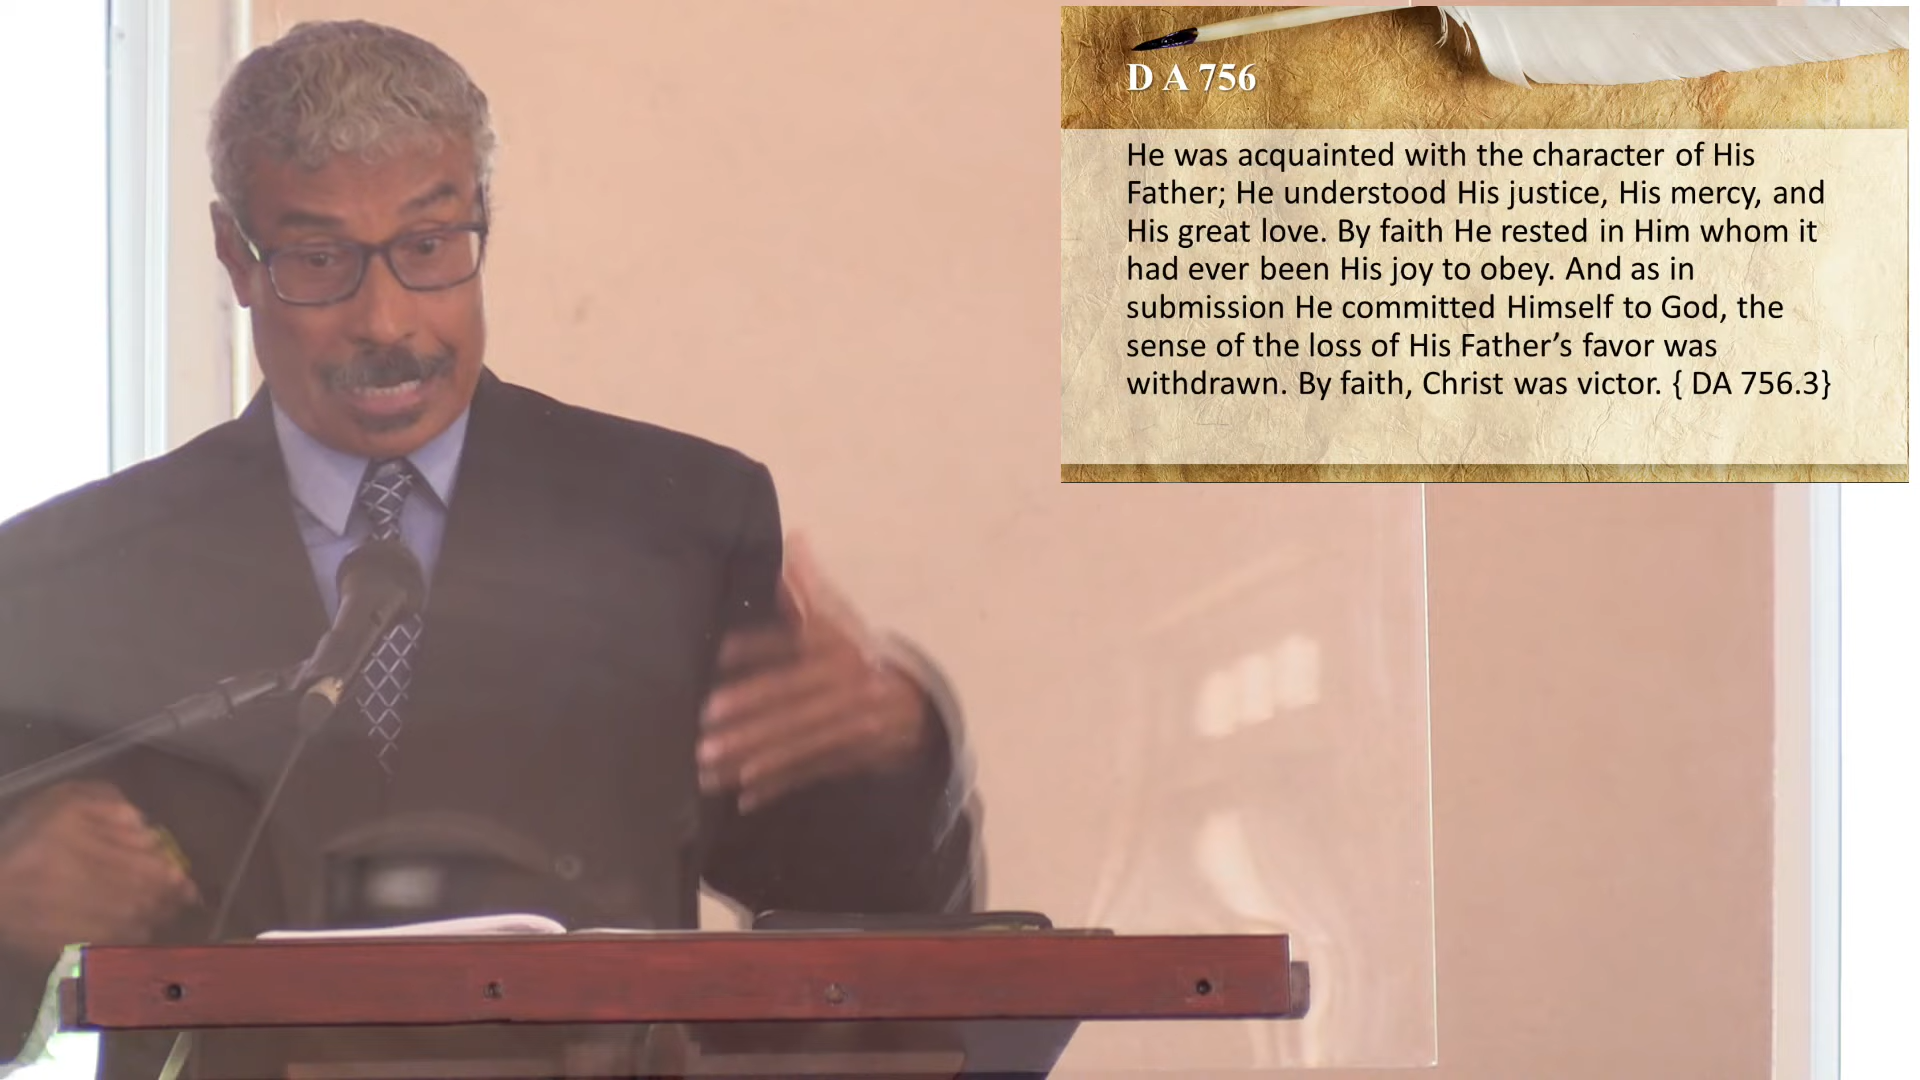 D A 756
He was acquainted with the character of His
Father; He understood His justice, His mercy, and
His great love. By faith He rested in Him whom it
had ever been His joy to obey. And as in
submission He committed Himself to God, the
sense of the loss of His Father’s favor was
withdrawn. By faith, Christ was victor. { DA 756.3}